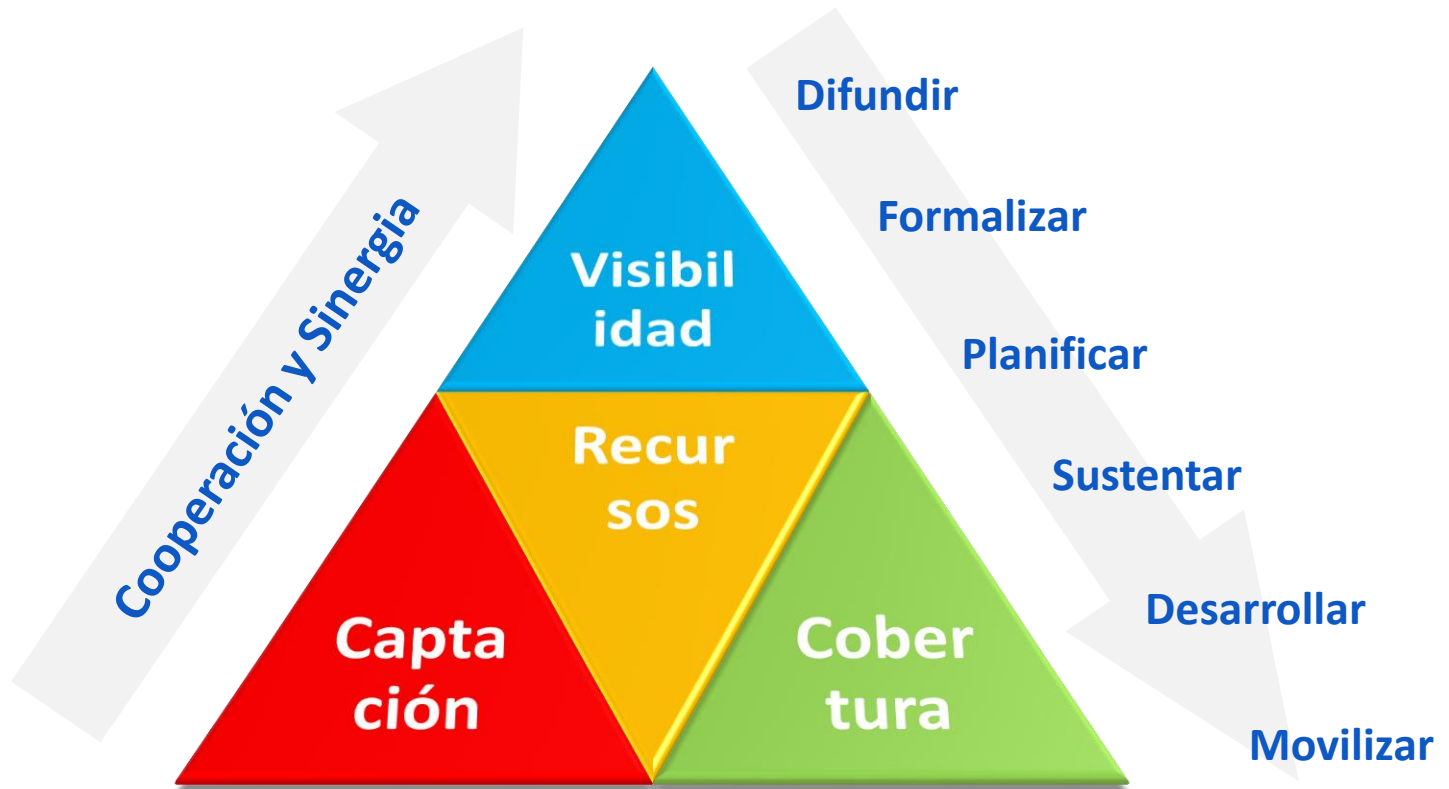 Difundir
Formalizar
Cooperación y Sinergia
Visibil
idad
Planificar
Recur
sos
Sustentar
Desarrollar
Capta
ción
Cober
tura
Movilizar